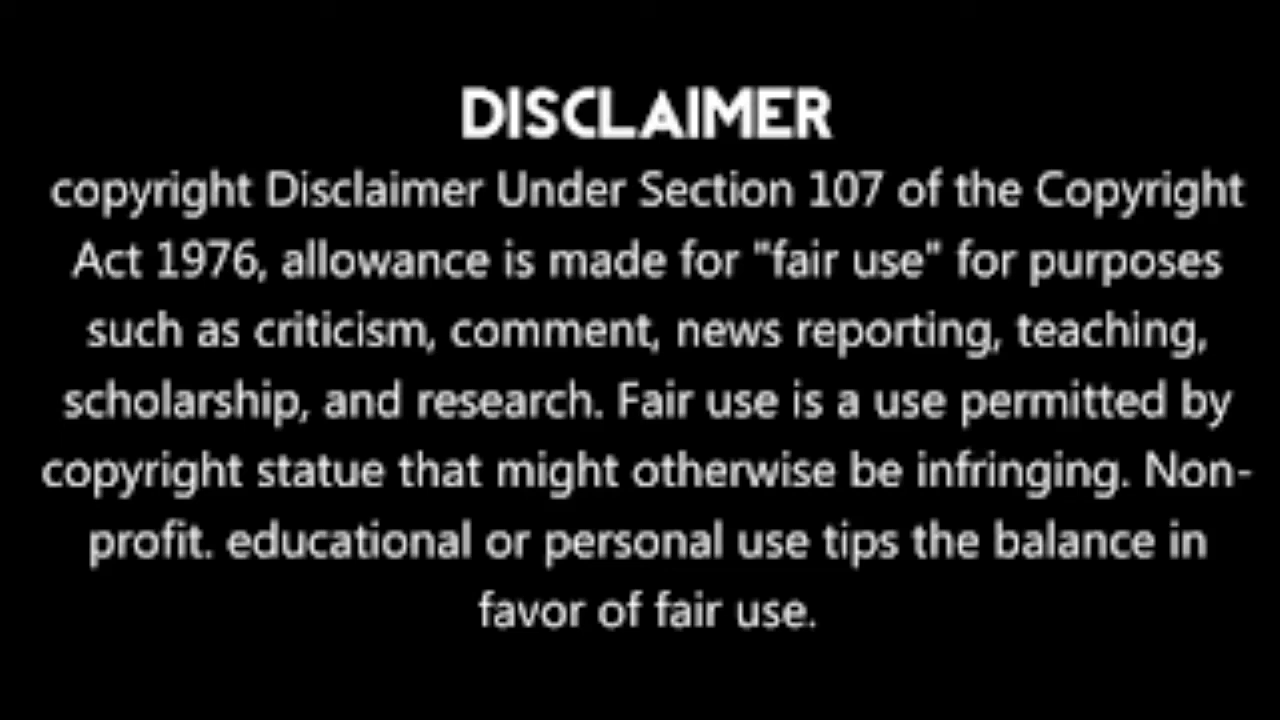 DISCLAIMER
copyright Disclaimer Under Section 107 of the Copyright
Act 1976, allowance is made for "fair use" for purposes
such as criticism, comment, news reporting, teaching,
scholarship, and research. Fair use is a use permitted by
copyright statue that might otherwise be infringing. Non-
profit. educational or personal use tips the balance in
favor of fair use.